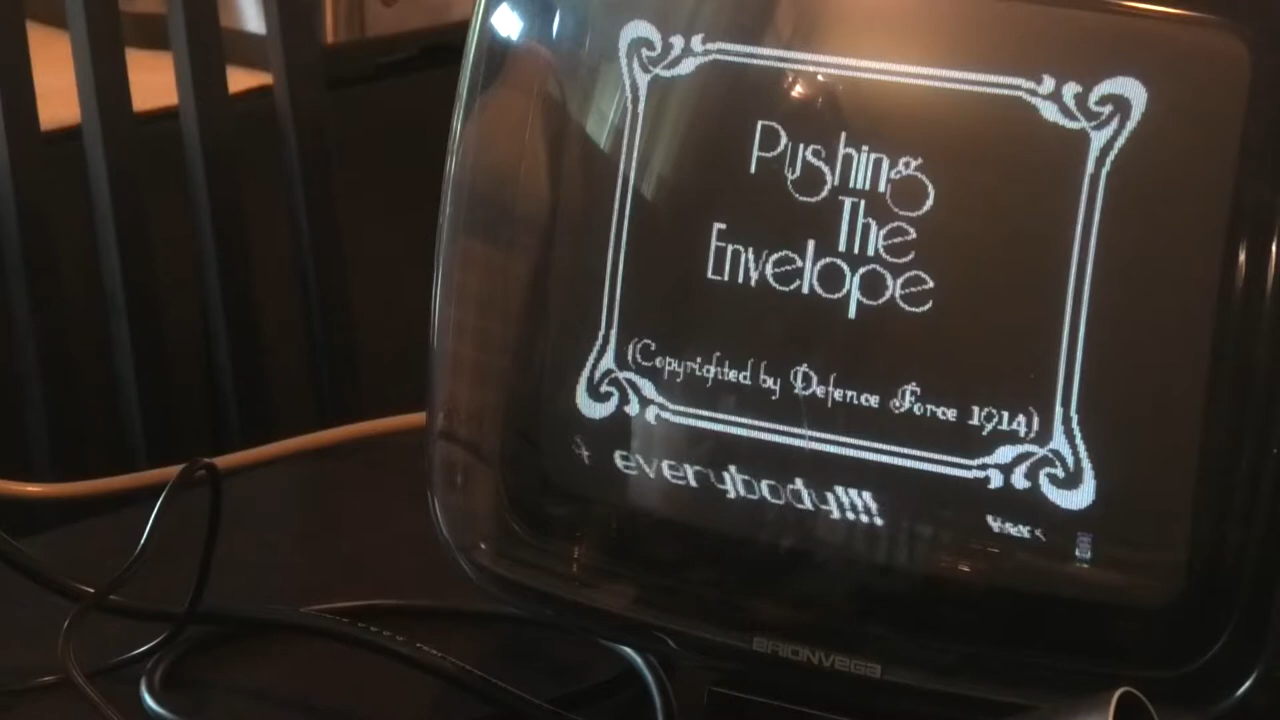 Pushing
The
Envelope
(Copyrighted by Defence Force 1914)
everybody!!!
BRIONVEGA